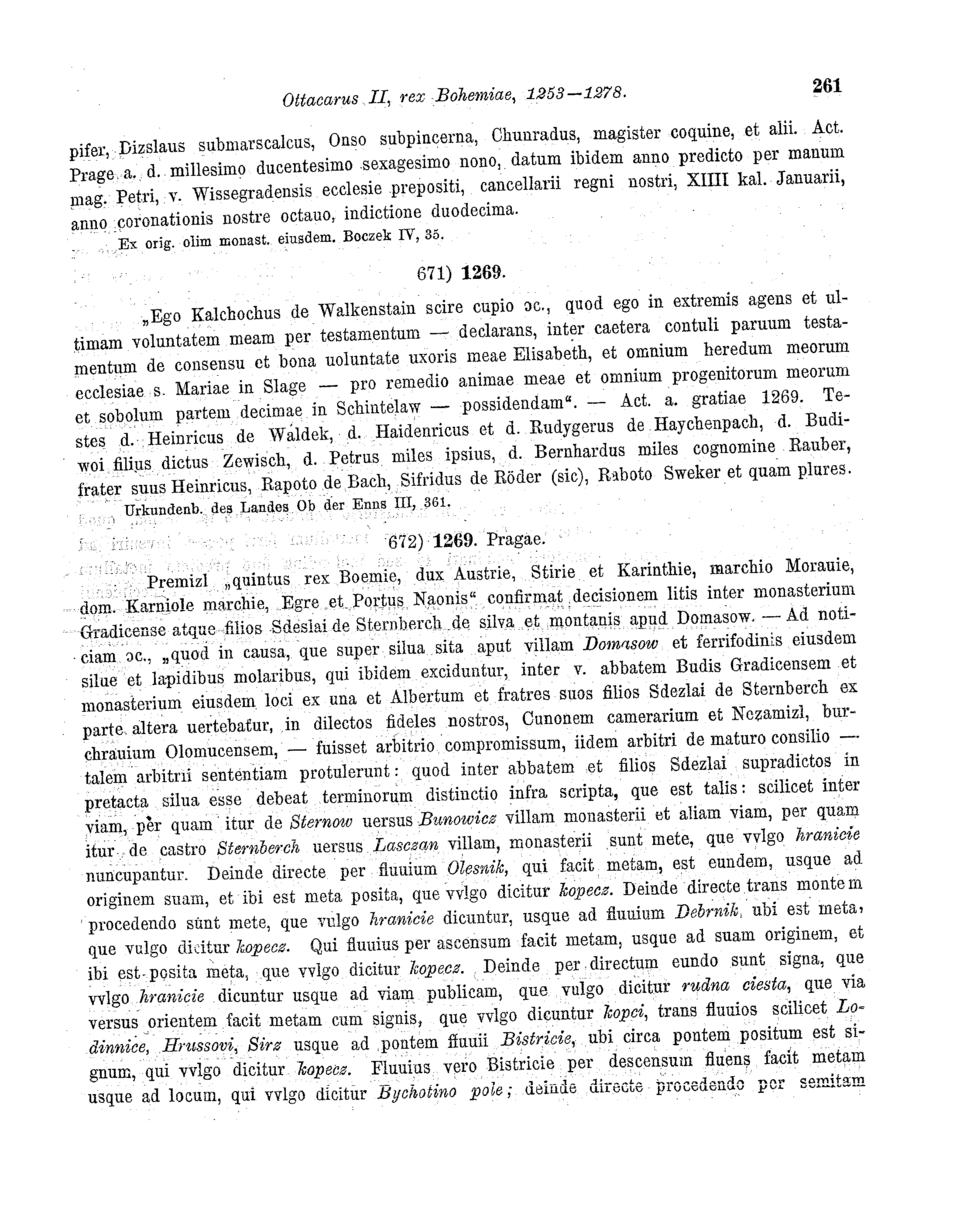 Ottacarus II, rex Bohemiae, 1253—1278.
261
pifer, Dizslaus submarscalcus, Onso subpincerna, Chunradus, magister coquine, et alii. Act.
Prage a. d. millesimo ducentesimo sexagesimo nono, datum ibidem anno predicto per manum
mag. Petri, v. Wissegradensis ecclesie prepositi, cancellarii regni nostri, XIIII kal. Januarii,
anno coronationis nostre octauo, indictione duodecima.
Ex orig. olim monast. eiusdem. Boczek IV, 35.
671) 1269.
„Ego Kalchochus de Walkenstain scire cupio ɔc., quod ego in extremis agens et ul-
timam voluntatem meam per testamentum — declarans, inter caetera contuli paruum testa-
mentum de consensu et bona uoluntate uxoris meae Elisabeth, et omnium heredum meorum
ecclesiae s. Mariae in Slage — pro remedio animae meae et omnium progenitorum meorum
et sobolum partem decimae in Schintelaw — possidendam“. — Act. a. gratiae 1269. Te-
stes d. Heinricus de Waldek, d. Haidenricus et d. Rudygerus de Haychenpach, d. Budi-
woi filius dictus Zewisch, d. Petrus miles ipsius, d. Bernhardus miles cognomine Rauber,
frater suus Heinricus, Rapoto de Bach, Sifridus de Röder (sic), Raboto Sweker et quam plures.
Urkundenb. des Landes Ob der Enns III, 361.
672) 1269. Pragae.
Premizl „quintus rex Boemie, dux Austrie, Stirie et Karinthie, marchio Morauie,
dom. Karniole marchie, Egre et Portus Naonis“ confirmat decisionem litis inter monasterium
Gradicense atque filios Sdeslai de Sternberch de silva et montanis apud Domasow. — Ad noti-
ciam ɔc., „quod in causa, que super silua sita aput villam Domasow et ferrifodinis eiusdem
silue et lapidibus molaribus, qui ibidem exciduntur, inter v. abbatem Budis Gradicensem et
monasterium eiusdem loci ex una et Albertum et fratres suos filios Sdezlai de Sternberch ex
parte altera uertebatur, in dilectos fideles nostros, Cunonem camerarium et Nezamizl, bur-
chrauium Olomucensem, — fuisset arbitrio compromissum, iidem arbitri de maturo consilio —
talem arbitrii sententiam protulerunt: quod inter abbatem et filios Sdezlai supradictos in
pretacta silua esse debeat terminorum distinctio infra scripta, que est talis: scilicet inter
viam, per quam itur de Sternow uersus Bunowicz villam monasterii et aliam viam, per quam
itur de castro Sternberch uersus Lasczan villam, monasterii sunt mete, que vvlgo hranicie
nuncupantur. Deinde directe per fluuium Olesnik, qui facit metam, est eundem, usque ad
originem suam, et ibi est meta posita, que vvlgo dicitur kopecz. Deinde directe trans montem
procedendo sunt mete, que vulgo hranicie dicuntur, usque ad fluuium Debrnik, ubi est meta,
que vulgo dicitur kopecz. Qui fluuius per ascensum facit metam, usque ad suam originem, et
ibi est posita meta, que vvlgo dicitur kopecz. Deinde per directum eundo sunt signa, que
vvlgo hranicie dicuntur usque ad viam publicam, que vulgo dicitur rudna ciesta, que via
versus orientem facit metam cum signis, que vvlgo dicuntur kopci, trans fluuios scilicet Lo-
dinnice, Hrussovi, Sirz usque ad pontem fluuii Bistricie, ubi circa pontem positum est si-
gnum, qui vvlgo dicitur kopecz. Fluuius vero Bistricie per descensum fluens facit metam
usque ad locum, qui vvlgo dicitur Bychotino pole; deinde directe procedendo per semitam